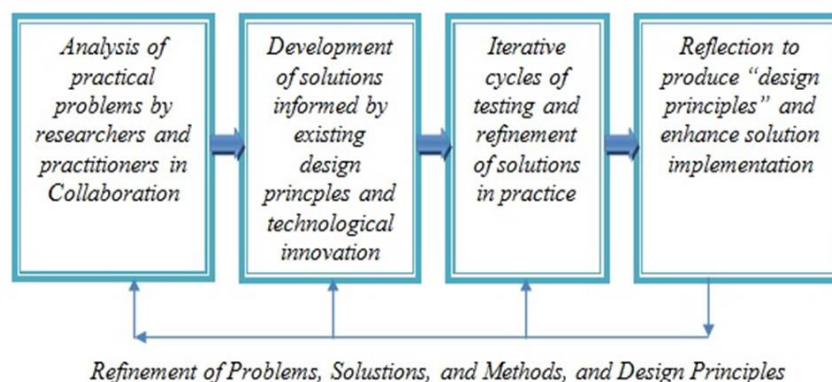 Analysis of
practical
problems by
researchers and
practitioners in
Collaboration
Development
of solutions
informed by
existing
design
princples and
technological
innovation
Iterative
cycles of
testing and
refinement
of solutions
in practice
Reflection to
produce “design
principles” and
enhance solution
implementation
Refinement of Problems, Solustions, and Methods, and Design Principles